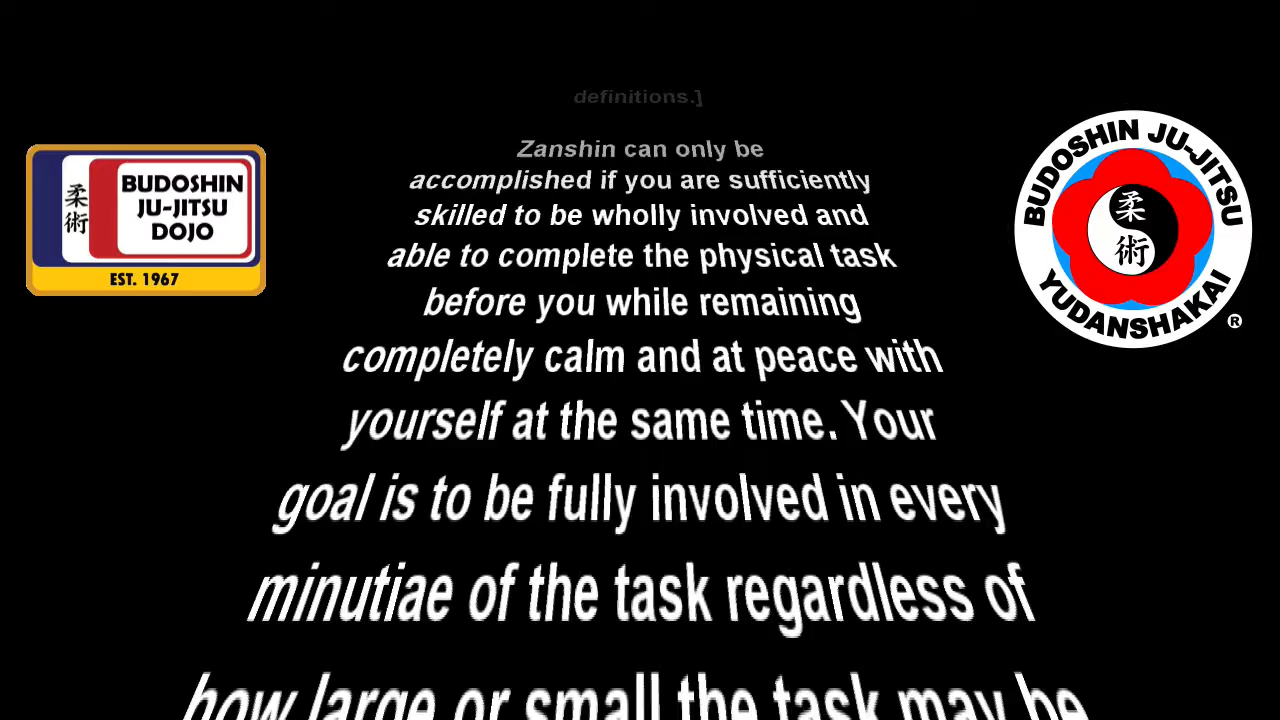 definitions.]
Zanshin can only be
accomplished if you are sufficiently
skilled to be wholly involved and
able to complete the physical task
before you while remaining
completely calm and at peace with
yourself at the same time. Your
goal is to be fully involved in every
minutiae of the task regardless of
how large or small the task may be
柔術
BUDOSHIN
JU-JITSU
DOJO
EST. 1967
BUDOSHIN JU-JITSU
柔
術
YUDANSHAKAI
®